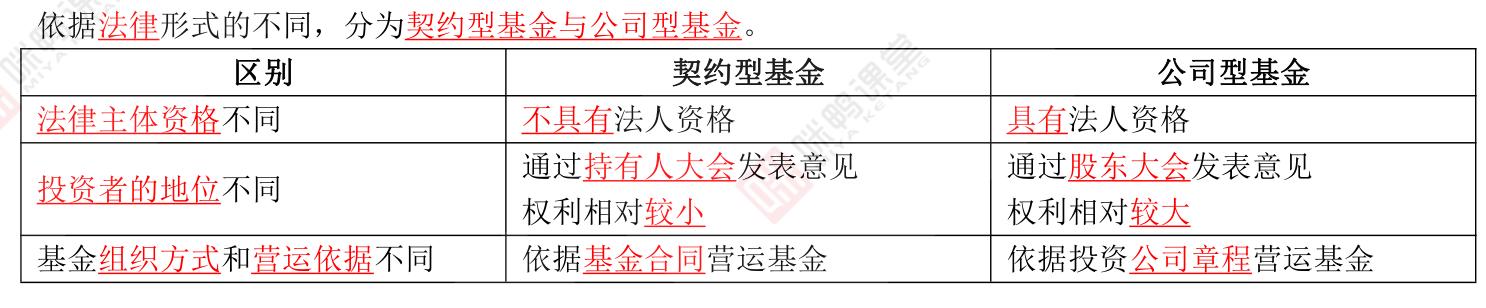 依据法律形式的不同，分为契约型基金与公司型基金。
区别 契约型基金 公司型基金
法律主体资格不同 不具有法人资格 具有法人资格
投资者的地位不同 通过持有人大会发表意见 通过股东大会发表意见
权利相对较小 权利相对较大
基金组织方式和营运依据不同 依据基金合同营运基金 依据投资公司章程营运基金
咪鸭课堂
MIYA KETANG